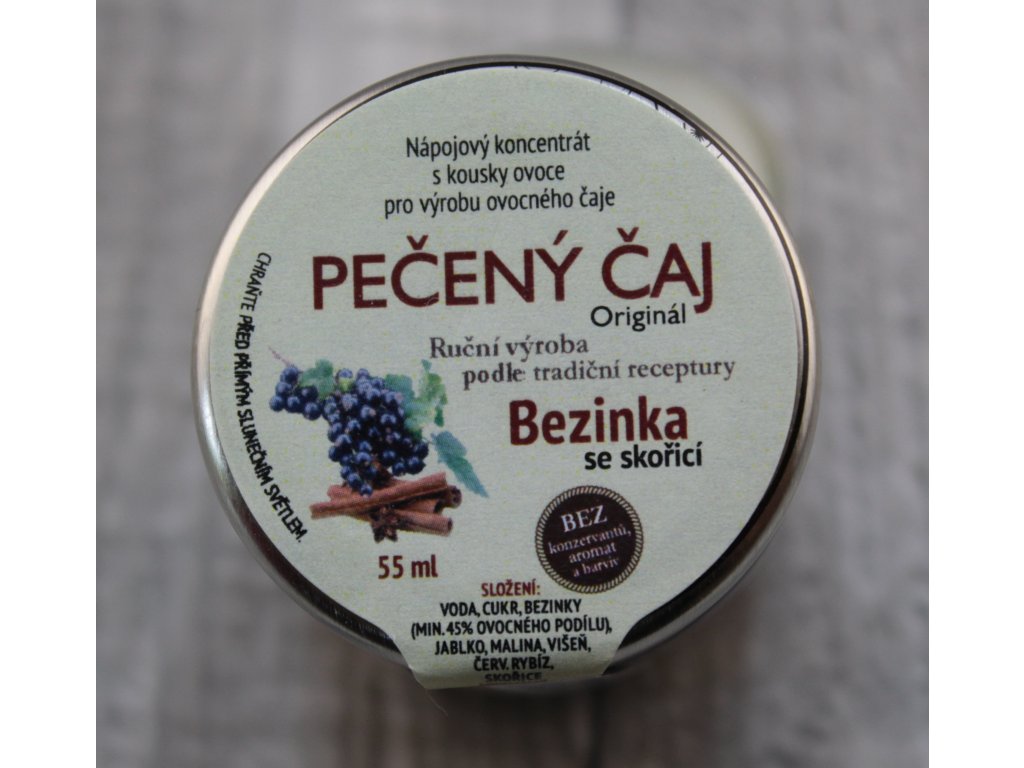 Nápojový koncentrát
s kousky ovoce
pro výrobu ovocného čaje
PEČENÝ ČAJ
Originál
Ruční výroba
podle tradiční receptury
Bezinka
se skořicí
CHRAŇTE PŘED PŘÍMÝM SLUNEČNÍM SVĚTLEM.
BEZ
konzervantů,
aromat
a barviv
55 ml
SLOŽENÍ:
VODA, CUKR, BEZINKY
(MIN. 45% OVOCNÉHO PODÍLU),
JABLKO, MALINA, VIŠEŇ,
ČERV. RYBÍZ,
SKOŘICE